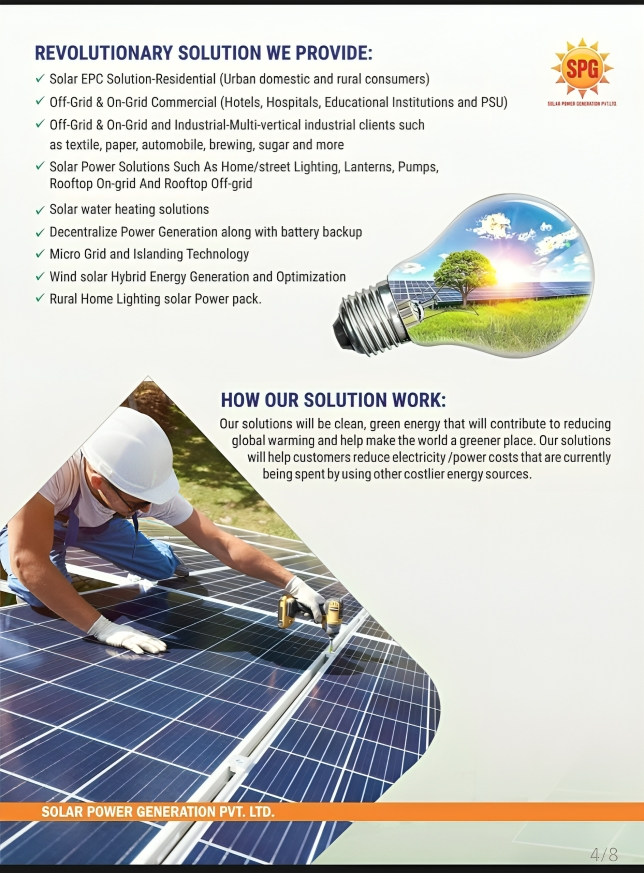 REVOLUTIONARY SOLUTION WE PROVIDE:
SPG
SOLAR POWER GENERATION PVT.LTD.
Solar EPC Solution-Residential (Urban domestic and rural consumers)
Off-Grid & On-Grid Commercial (Hotels, Hospitals, Educational Institutions and PSU)
Off-Grid & On-Grid and Industrial-Multi-vertical industrial clients such
as textile, paper, automobile, brewing, sugar and more
Solar Power Solutions Such As Home/street Lighting, Lanterns, Pumps,
Rooftop On-grid And Rooftop Off-grid
Solar water heating solutions
Decentralize Power Generation along with battery backup
Micro Grid and Islanding Technology
Wind solar Hybrid Energy Generation and Optimization
Rural Home Lighting solar Power pack.
HOW OUR SOLUTION WORK:
Our solutions will be clean, green energy that will contribute to reducing
global warming and help make the world a greener place. Our solutions
will help customers reduce electricity /power costs that are currently
being spent by using other costlier energy sources.
SOLAR POWER GENERATION PVT. LTD.
4/8